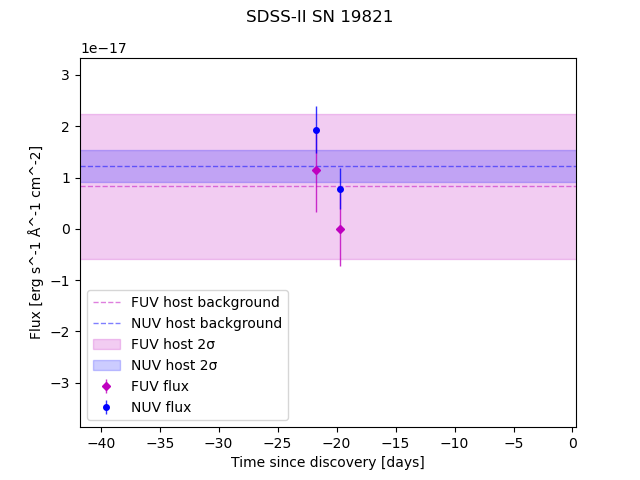 SDSS-II SN 19821
1e−17
3
2
1
0
−1
−2
−3
Flux [erg s^-1 Å^-1 cm^-2]
FUV host background
NUV host background
FUV host 2σ
NUV host 2σ
FUV flux
NUV flux
−40 −35 −30 −25 −20 −15 −10 −5 0
Time since discovery [days]